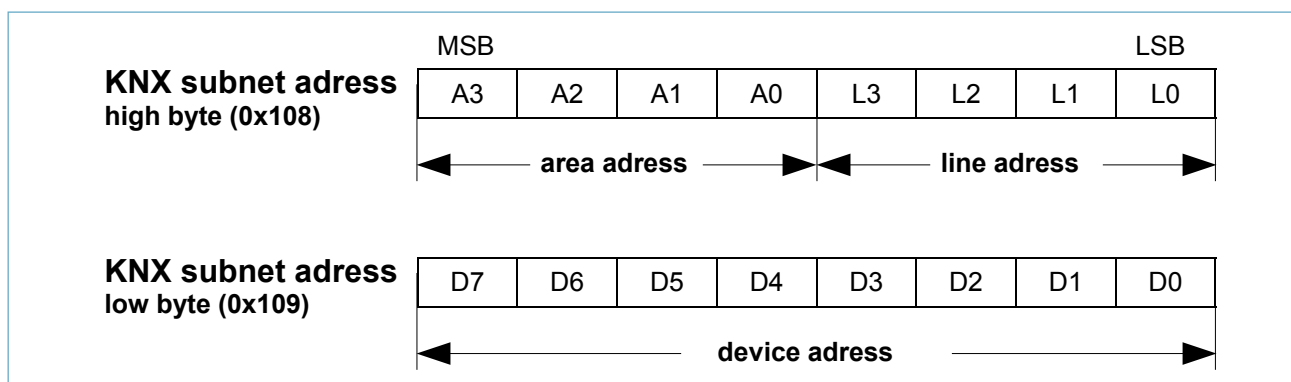 MSB LSB
KNX subnet adress
high byte (0x108)
A3 A2 A1 A0 L3 L2 L1 L0
area adress line adress
KNX subnet adress
low byte (0x109)
D7 D6 D5 D4 D3 D2 D1 D0
device adress